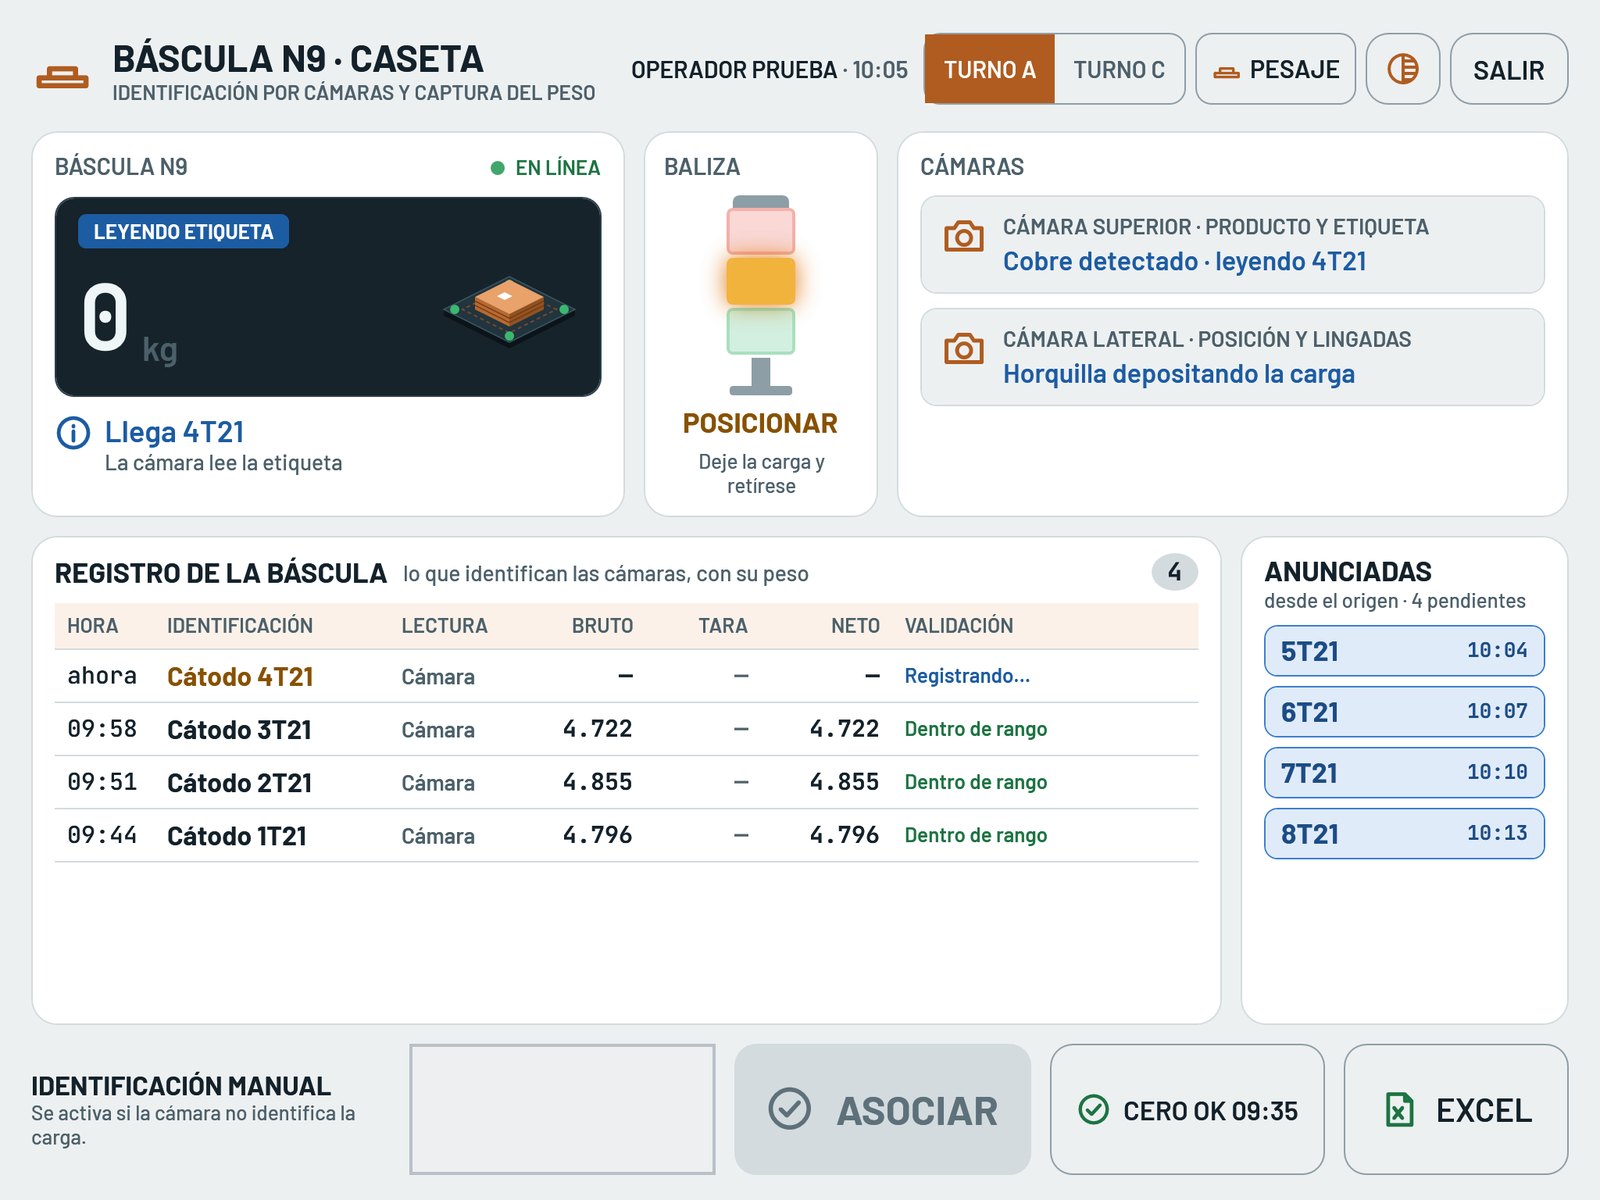 BÁSCULA N9 · CASETA
IDENTIFICACIÓN POR CÁMARAS Y CAPTURA DEL PESO
OPERADOR PRUEBA · 10:05
TURNO A
TURNO C
PESAJE
SALIR
BÁSCULA N9
EN LÍNEA
LEYENDO ETIQUETA
0 kg
Llega 4T21
La cámara lee la etiqueta
BALIZA
POSICIONAR
Deje la carga y
retírese
CÁMARAS
CÁMARA SUPERIOR · PRODUCTO Y ETIQUETA
Cobre detectado · leyendo 4T21
CÁMARA LATERAL · POSICIÓN Y LINGADAS
Horquilla depositando la carga
REGISTRO DE LA BÁSCULA lo que identifican las cámaras, con su peso 4
HORA IDENTIFICACIÓN LECTURA BRUTO TARA NETO VALIDACIÓN
ahora Cátodo 4T21 Cámara – – – Registrando...
09:58 Cátodo 3T21 Cámara 4.722 – 4.722 Dentro de rango
09:51 Cátodo 2T21 Cámara 4.855 – 4.855 Dentro de rango
09:44 Cátodo 1T21 Cámara 4.796 – 4.796 Dentro de rango
ANUNCIADAS
desde el origen · 4 pendientes
5T21 10:04
6T21 10:07
7T21 10:10
8T21 10:13
IDENTIFICACIÓN MANUAL
Se activa si la cámara no identifica la
carga.
ASOCIAR
CERO OK 09:35
EXCEL